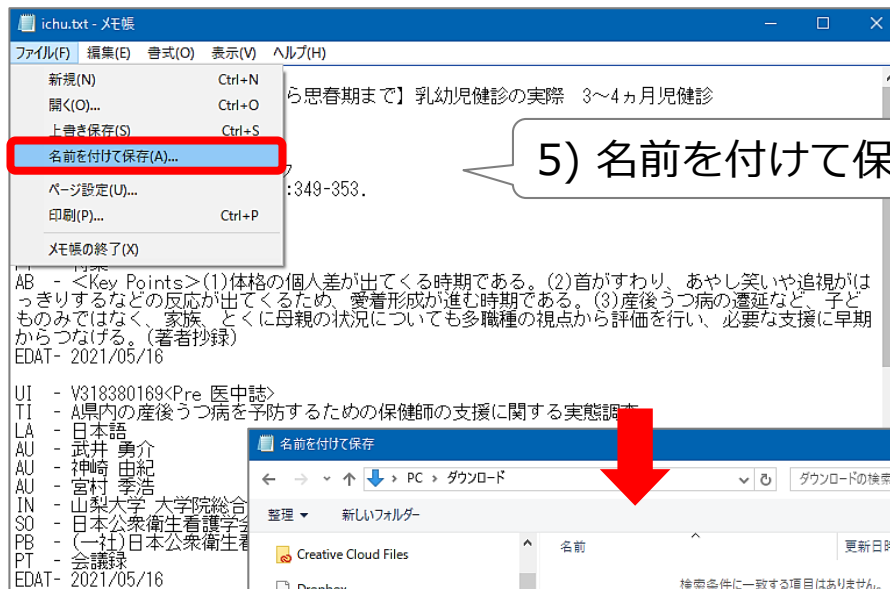 ichu.txt - メモ帳
ファイル(F) 編集(E) 書式(O) 表示(V) ヘルプ(H)
新規(N) Ctrl+N
開く(O)... Ctrl+O
上書き保存(S) Ctrl+S
名前を付けて保存(A)...
ページ設定(U)...
印刷(P)... Ctrl+P
メモ帳の終了(X)
ら思春期まで】乳幼児健診の実際 3~4ヵ月児健診
:349-353.
5) 名前を付けて保
AB - <Key Points>(1)体格の個人差が出てくる時期である。(2)首がすわり、あやし笑いや追視がは
っきりするなどの反応が出てくるため、愛着形成が進む時期である。(3)産後うつ病の遷延など、子ど
ものみではなく、家族、とくに母親の状況についても多職種の視点から評価を行い、必要な支援に早期
からつなげる。(著者抄録)
EDAT- 2021/05/16
UI - V318380169<Pre 医中誌>
TI - A県内の産後うつ病を予防するための保健師の支援に関する実態調査
LA - 日本語
AU - 武井 勇介
AU - 神崎 由紀
AU - 宮村 季浩
IN - 山梨大学 大学院総合
SO - 日本公衆衛生看護学会
PB - (一社)日本公衆衛生看
PT - 会議録
EDAT- 2021/05/16
名前を付けて保存
PC › ダウンロード
ダウンロードの検索
整理 新しいフォルダー
Creative Cloud Files
Dropbox
名前 更新日時
検索条件に一致する項目はありません。